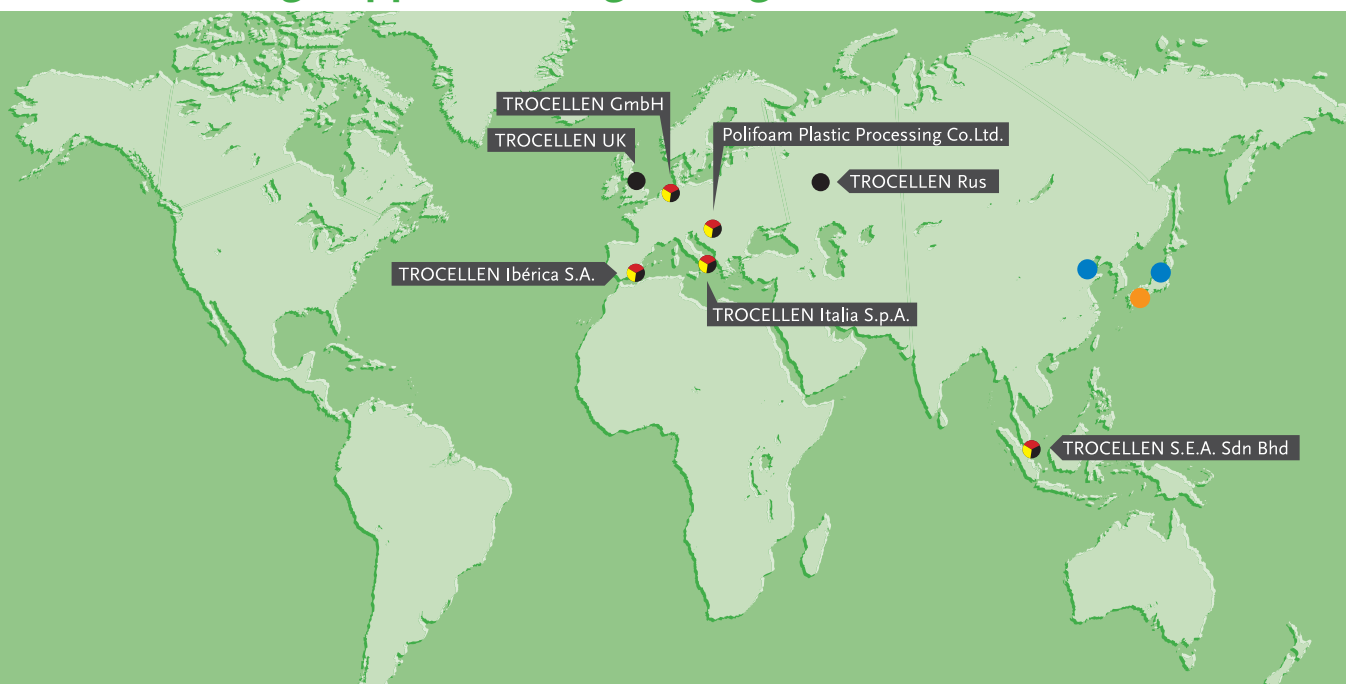 TROCELLEN GmbH
TROCELLEN UK
Polifoam Plastic Processing Co.Ltd.
TROCELLEN Rus
TROCELLEN Ibérica S.A.
TROCELLEN Italia S.p.A.
TROCELLEN S.E.A. Sdn Bhd